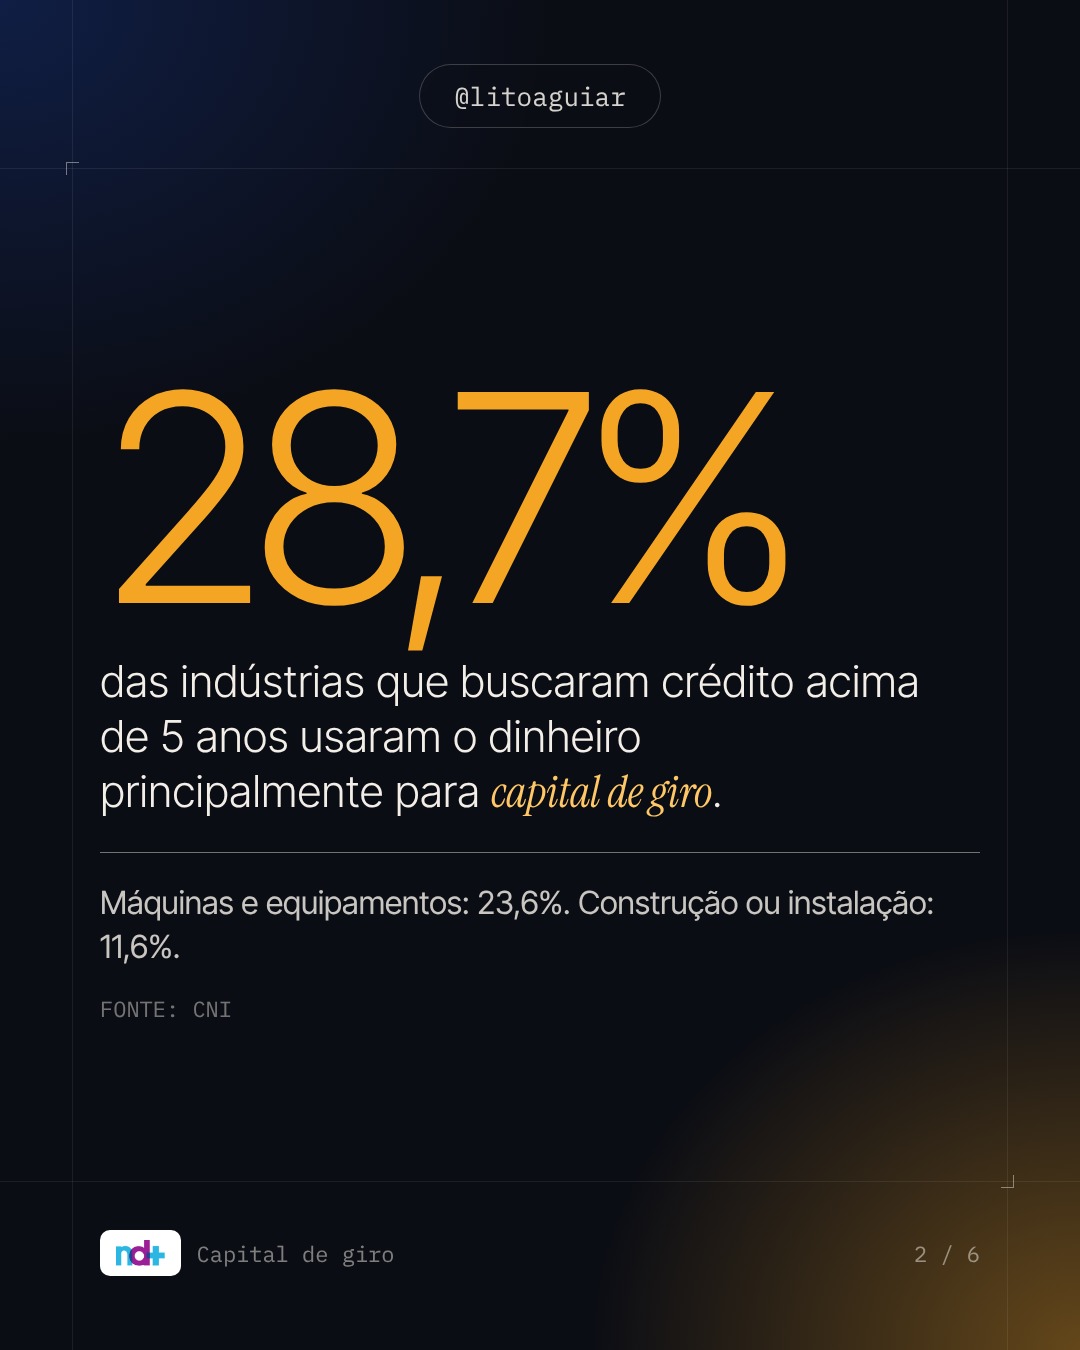 @litoaguiar
28,7%
das indústrias que buscaram crédito acima
de 5 anos usaram o dinheiro
principalmente para capital de giro.
Máquinas e equipamentos: 23,6%. Construção ou instalação:
11,6%.
FONTE: CNI
nd+ Capital de giro
2 / 6